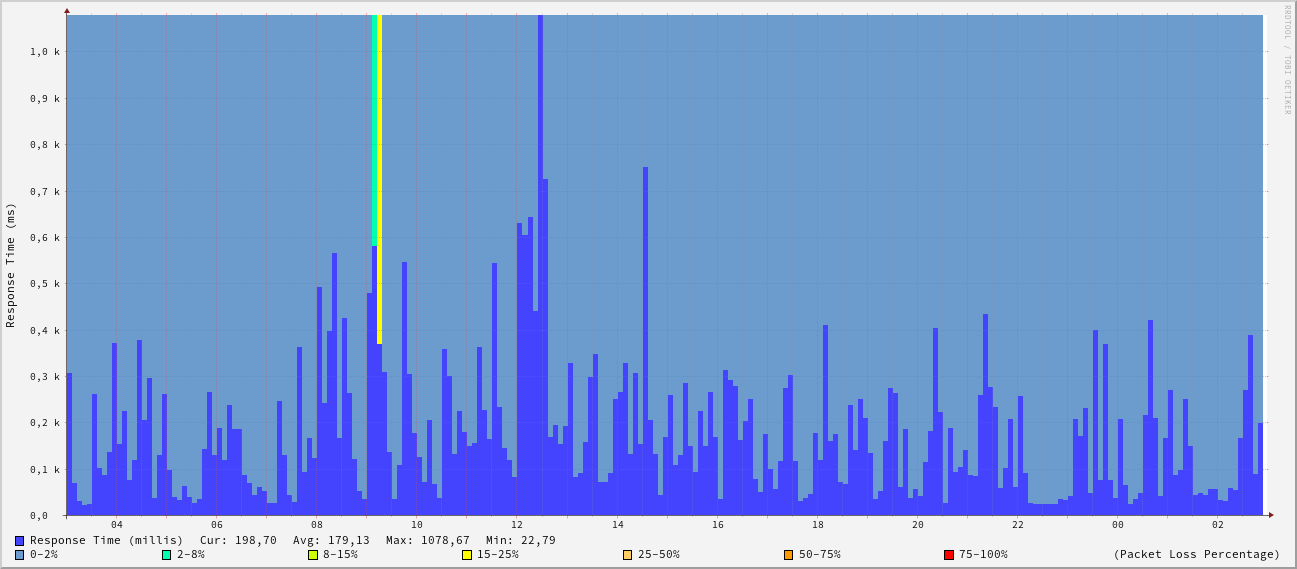 RRDTOOL / TOBI OETIKER
Response Time (ms)
1,0 k
0,9 k
0,8 k
0,7 k
0,6 k
0,5 k
0,4 k
0,3 k
0,2 k
0,1 k
0,0
04 06 08 10 12 14 16 18 20 22 00 02
Response Time (millis) Cur: 198,70 Avg: 179,13 Max: 1078,67 Min: 22,79
0-2% 2-8% 8-15% 15-25% 25-50% 50-75% 75-100% (Packet Loss Percentage)